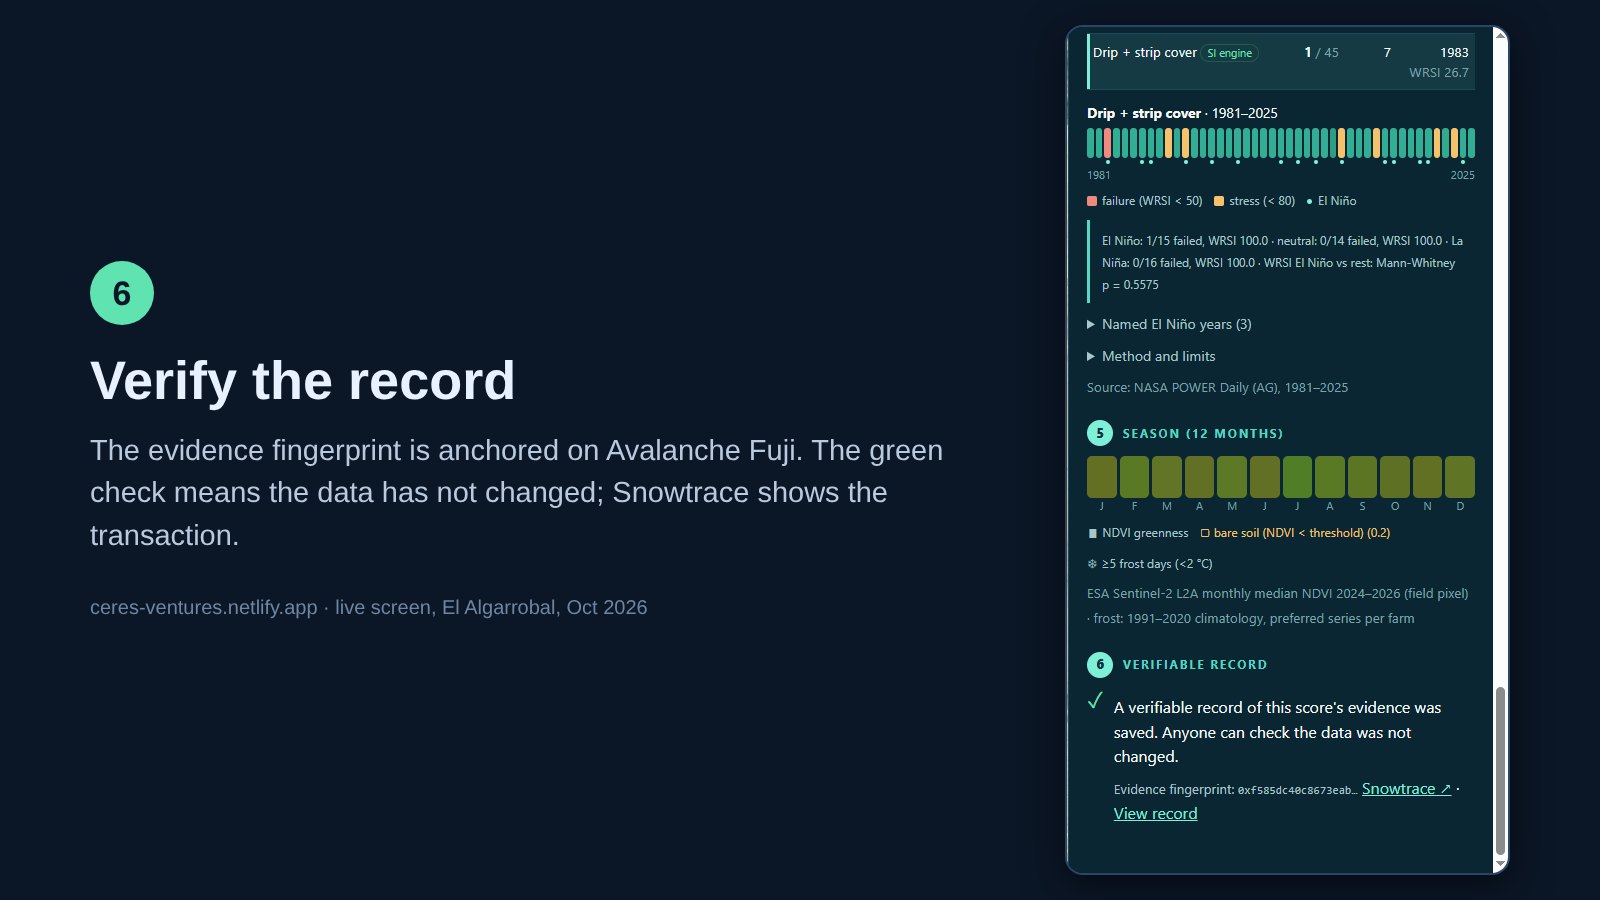 6
Verify the record
The evidence fingerprint is anchored on Avalanche Fuji. The green
check means the data has not changed; Snowtrace shows the
transaction.
ceres-ventures.netlify.app · live screen, El Algarrobal, Oct 2026
Drip + strip cover SI engine 1 / 45 7 1983
WRSI 26.7
Drip + strip cover · 1981–2025
1981 2025
failure (WRSI < 50) stress (< 80) El Niño
El Niño: 1/15 failed, WRSI 100.0 · neutral: 0/14 failed, WRSI 100.0 · La
Niña: 0/16 failed, WRSI 100.0 · WRSI El Niño vs rest: Mann-Whitney
p = 0.5575
▶ Named El Niño years (3)
▶ Method and limits
Source: NASA POWER Daily (AG), 1981–2025
5 SEASON (12 MONTHS)
J F M A M J J A S O N D
NDVI greenness bare soil (NDVI < threshold) (0.2)
❄ ≥5 frost days (<2 °C)
ESA Sentinel-2 L2A monthly median NDVI 2024–2026 (field pixel)
· frost: 1991–2020 climatology, preferred series per farm
6 VERIFIABLE RECORD
✓ A verifiable record of this score's evidence was
saved. Anyone can check the data was not
changed.
Evidence fingerprint: 0xf585dc40c8673eab… Snowtrace ↗ ·
View record